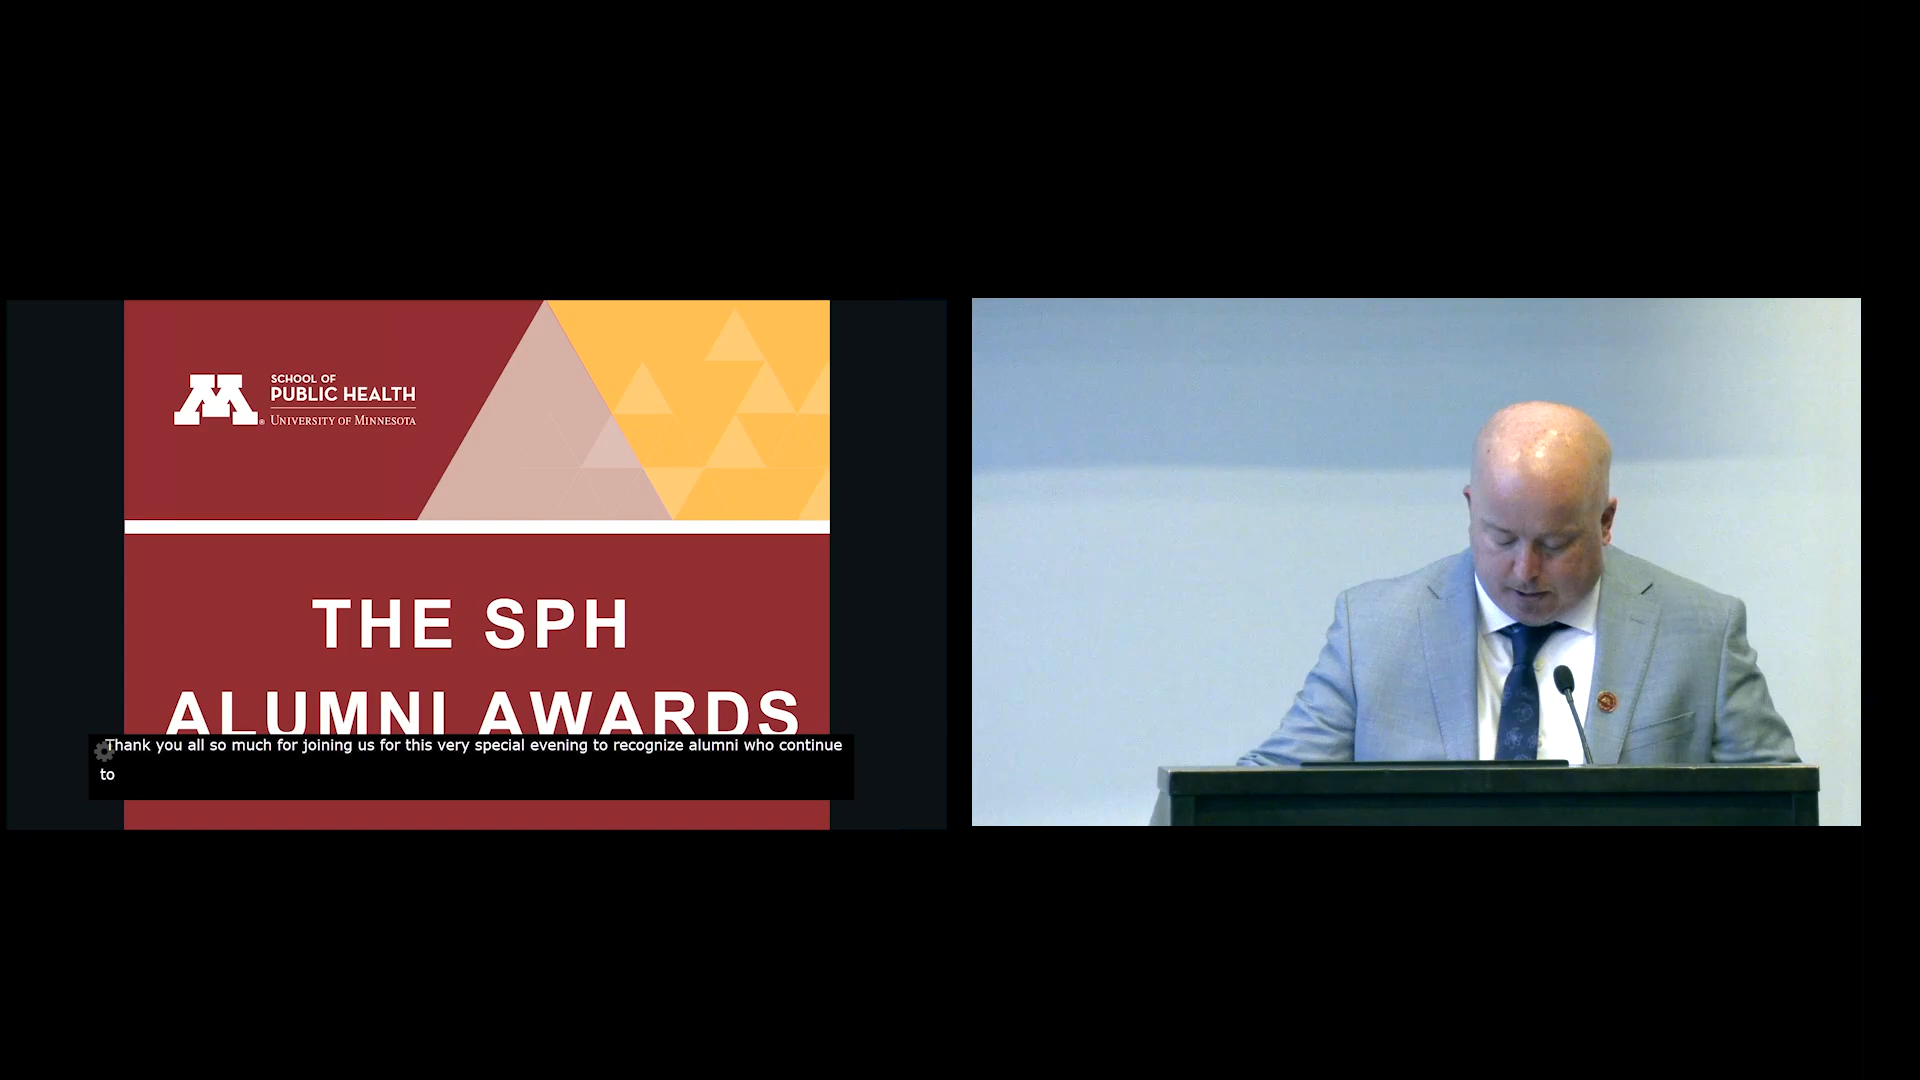 SCHOOL OF
PUBLIC HEALTH
UNIVERSITY OF MINNESOTA
THE SPH
ALUMNI AWARDS
Thank you all so much for joining us for this very special evening to recognize alumni who continue
to